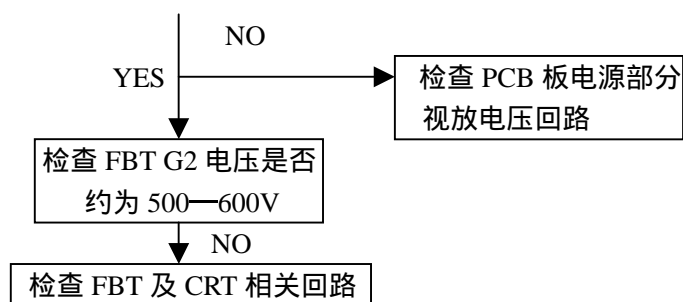 NO
YES
检查 PCB 板电源部分
视放电压回路
检查 FBT G2 电压是否
约为 500—600V
NO
检查 FBT 及 CRT 相关回路